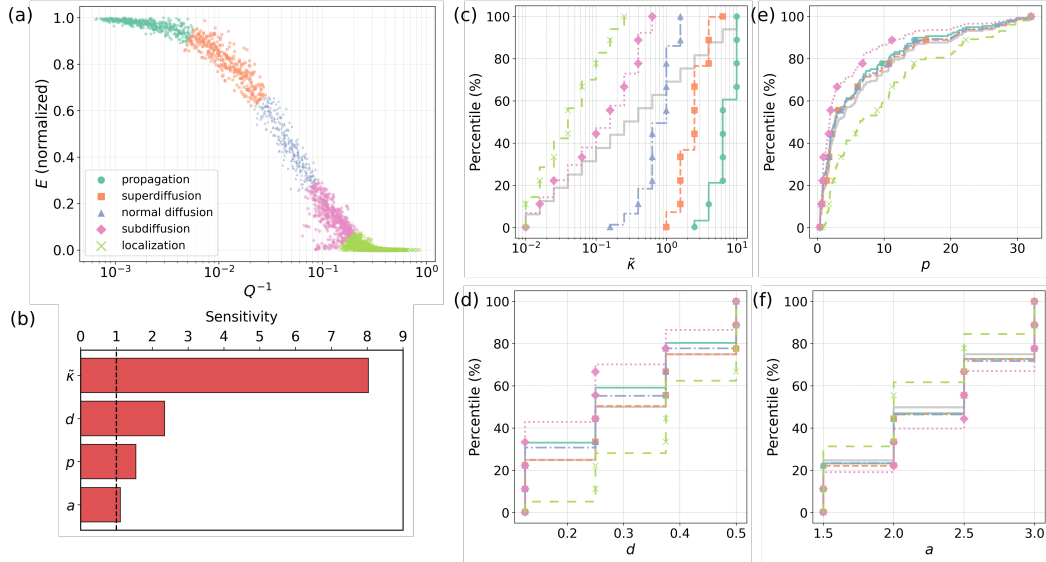 (a)
E (normalized)
1.0
0.8
0.6
0.4
0.2
0.0
propagation
superdiffusion
normal diffusion
subdiffusion
localization
10⁻³
10⁻²
10⁻¹
10⁰
Q⁻¹
(b)
Sensitivity
0 1 2 3 4 5 6 7 8 9
κ̃
d
p
a
(c)
Percentile (%)
100
80
60
40
20
0
10⁻²
10⁻¹
10⁰
10¹
κ̃
(d)
Percentile (%)
100
80
60
40
20
0
0.2 0.3 0.4 0.5
d
(e)
Percentile (%)
100
80
60
40
20
0
0 10 20 30
p
(f)
Percentile (%)
100
80
60
40
20
0
1.5 2.0 2.5 3.0
a